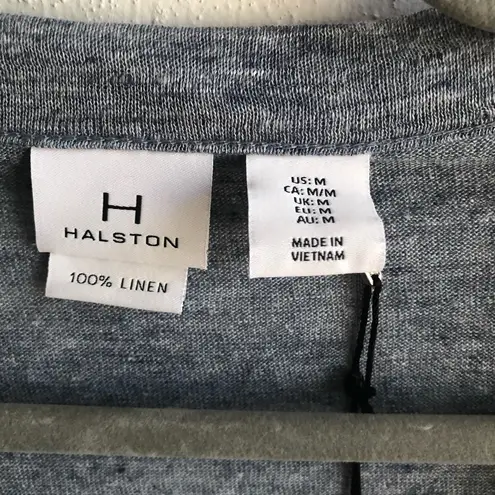 H
HALSTON
100% LINEN
US: M
CA: M/M
UK: M
EU: M
AU: M
MADE IN
VIETNAM